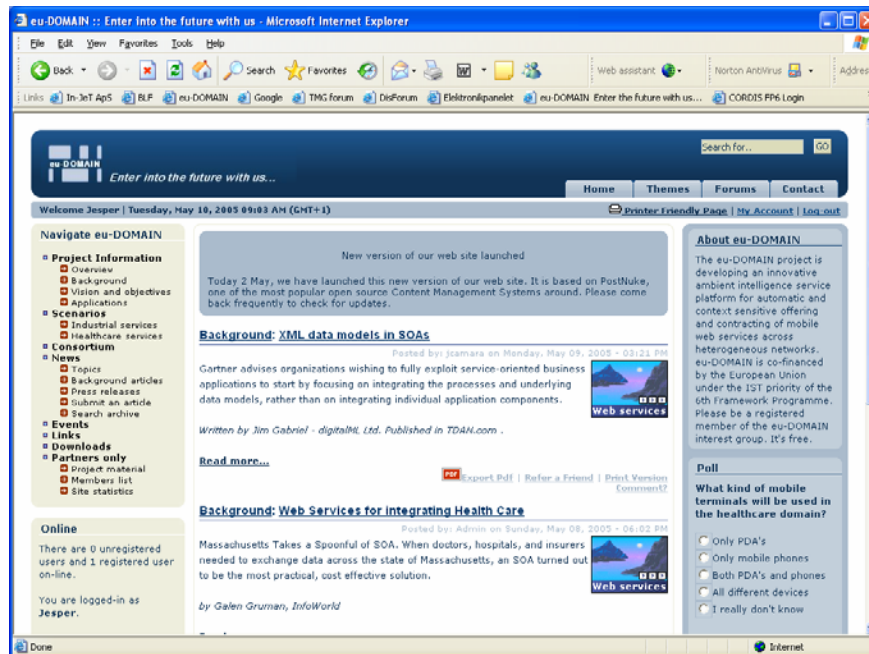 eu-DOMAIN :: Enter into the future with us - Microsoft Internet Explorer
File Edit View Favorites Tools Help
Back Search Favorites Web assistant Norton AntiVirus Address
Links In-JeT ApS BLF eu-DOMAIN Google TMG forum DisForum Elektronikpanelet eu-DOMAIN Enter the future with us... CORDIS FP6 Login
Search for.. GO
eu-DOMAIN
Enter into the future with us...
Home Themes Forums Contact
Welcome Jesper | Tuesday, May 10, 2005 09:03 AM (GMT+1)
Printer Friendly Page | My Account | Log out
Navigate eu-DOMAIN
Project Information
Overview
Background
Vision and objectives
Applications
Scenarios
Industrial services
Healthcare services
Consortium
News
Topics
Background articles
Press releases
Submit an article
Search archive
Events
Links
Downloads
Partners only
Project material
Members list
Site statistics
Online
There are 0 unregistered
users and 1 registered user
on-line.
You are logged-in as
Jesper.
New version of our web site launched
Today 2 May, we have launched this new version of our web site. It is based on PostNuke,
one of the most popular open source Content Management Systems around. Please come
back frequently to check for updates.
Background: XML data models in SOAs
Posted by: jcamara on Monday, May 09, 2005 - 03:21 PM
Gartner advises organizations wishing to fully exploit service-oriented business
applications to start by focusing on integrating the processes and underlying
data models, rather than on integrating individual application components.
Web services
Written by Jim Gabriel - digitalML Ltd. Published in TDAN.com .
Read more...
PDF Export Pdf | Refer a Friend | Print Version
Comment?
Background: Web Services for integrating Health Care
Posted by: Admin on Sunday, May 08, 2005 - 06:02 PM
Massachusetts Takes a Spoonful of SOA. When doctors, hospitals, and insurers
needed to exchange data across the state of Massachusetts, an SOA turned out
to be the most practical, cost effective solution.
Web services
by Galen Gruman, InfoWorld
About eu-DOMAIN
The eu-DOMAIN project is
developing an innovative
ambient intelligence service
platform for automatic and
context sensitive offering
and contracting of mobile
web services across
heterogeneous networks.
eu-DOMAIN is co-financed
by the European Union
under the IST priority of the
6th Framework Programme.
Please be a registered
member of the eu-DOMAIN
interest group. It's free.
Poll
What kind of mobile
terminals will be used in
the healthcare domain?
Only PDA's
Only mobile phones
Both PDA's and phones
All different devices
I really don't know
Done Internet